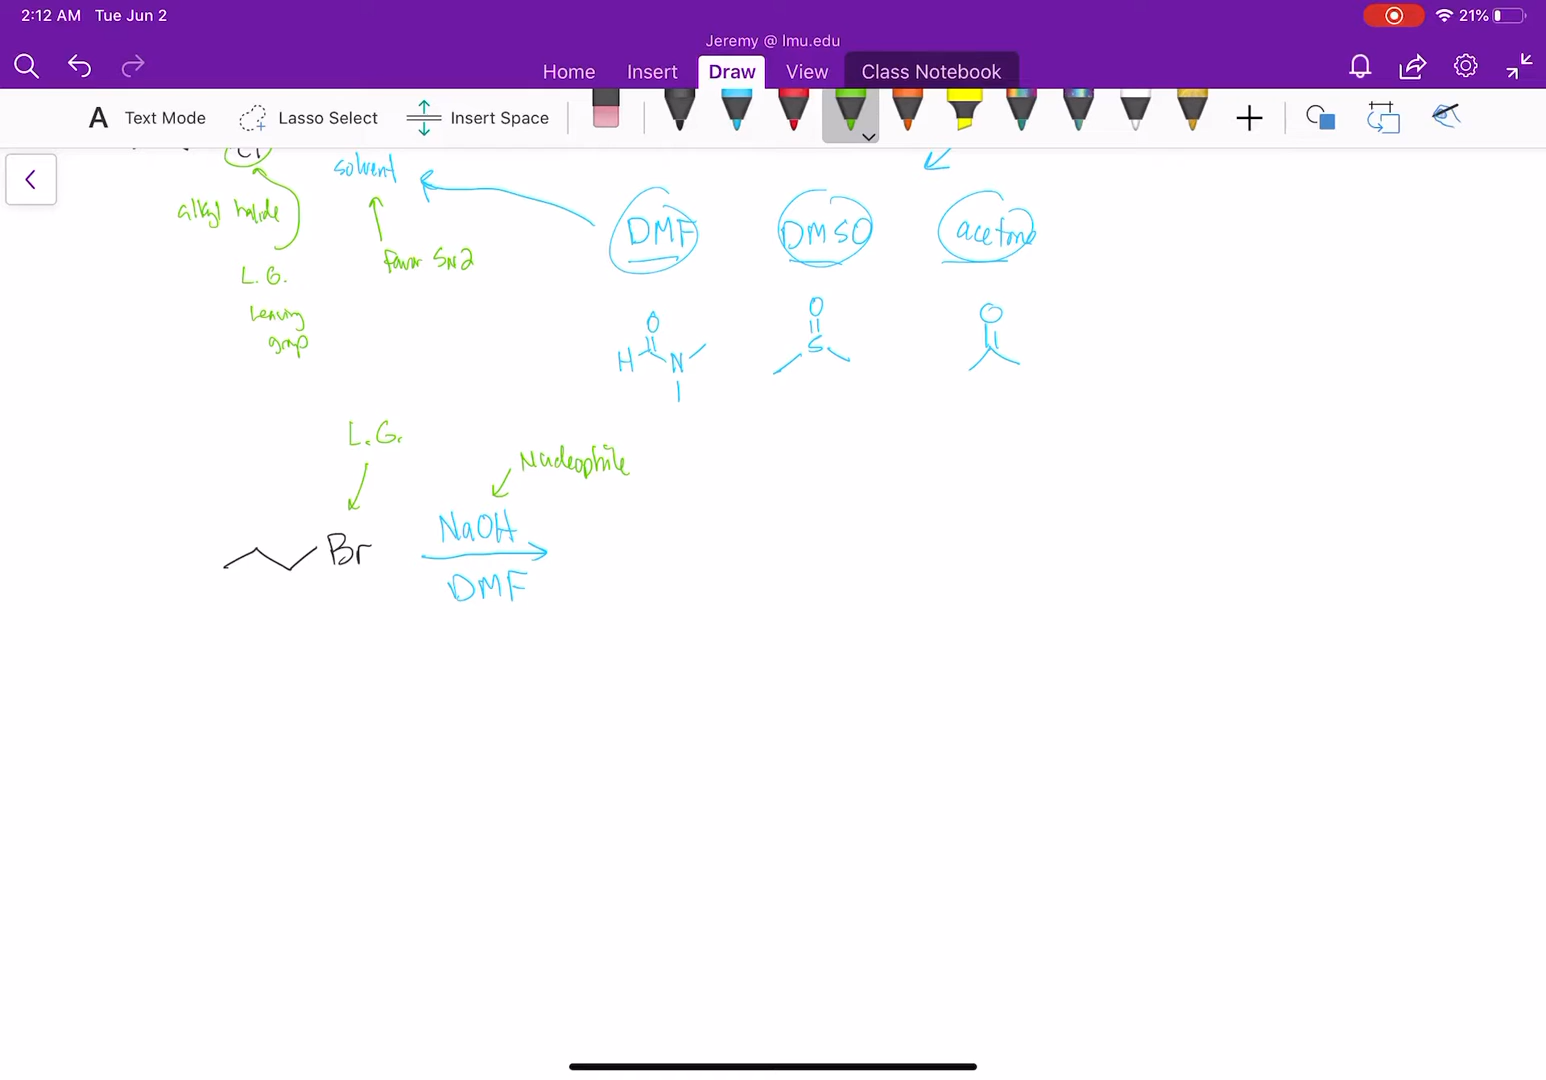 2:12 AM Tue Jun 2
21%
Jeremy @ lmu.edu
Home Insert Draw View Class Notebook
A Text Mode Lasso Select Insert Space
Cl
solvent
alkyl halide
DMF DMSO acetone
favor SN2
L.G.
leaving
group
O O O
H N S
L.G.
Nucleophile
Br NaOH
DMF